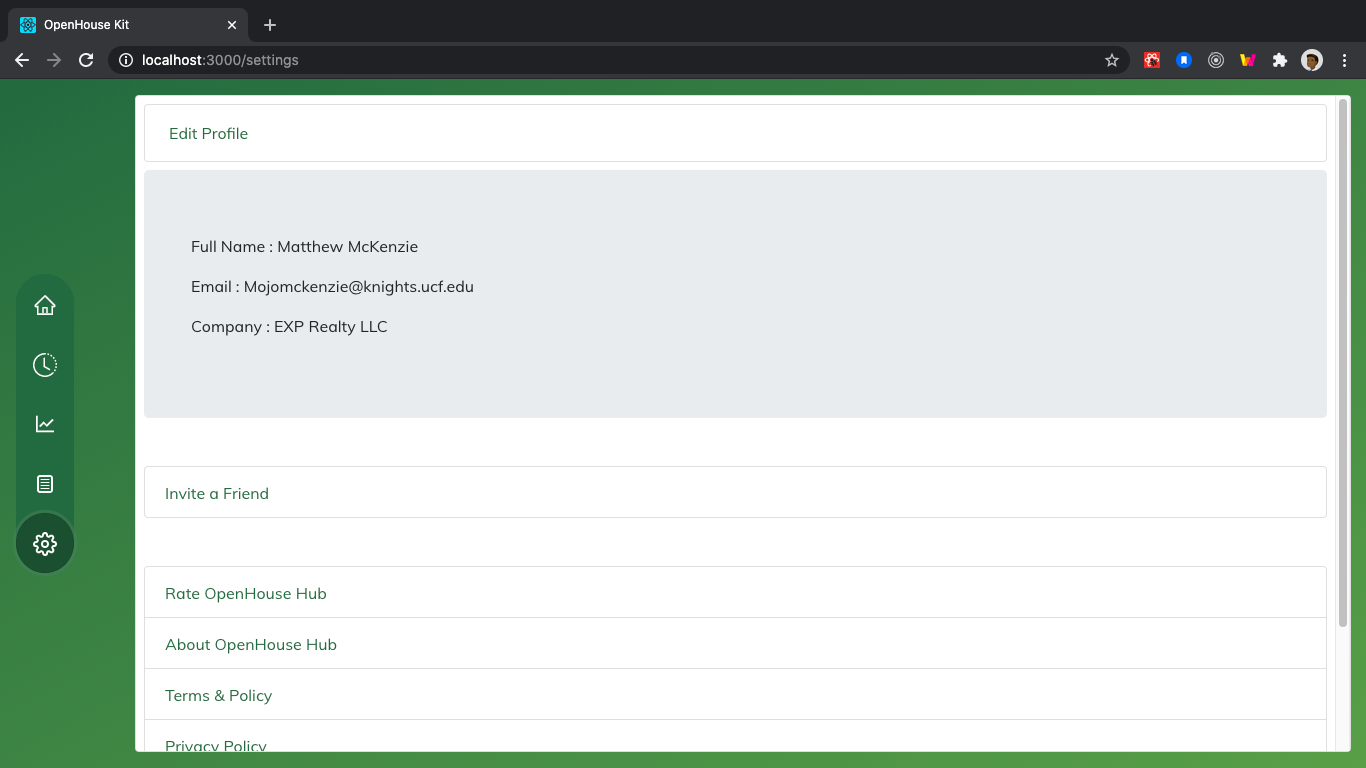 OpenHouse Kit
localhost:3000/settings
Edit Profile
Full Name : Matthew McKenzie
Email : Mojomckenzie@knights.ucf.edu
Company : EXP Realty LLC
Invite a Friend
Rate OpenHouse Hub
About OpenHouse Hub
Terms & Policy
Privacy Policy